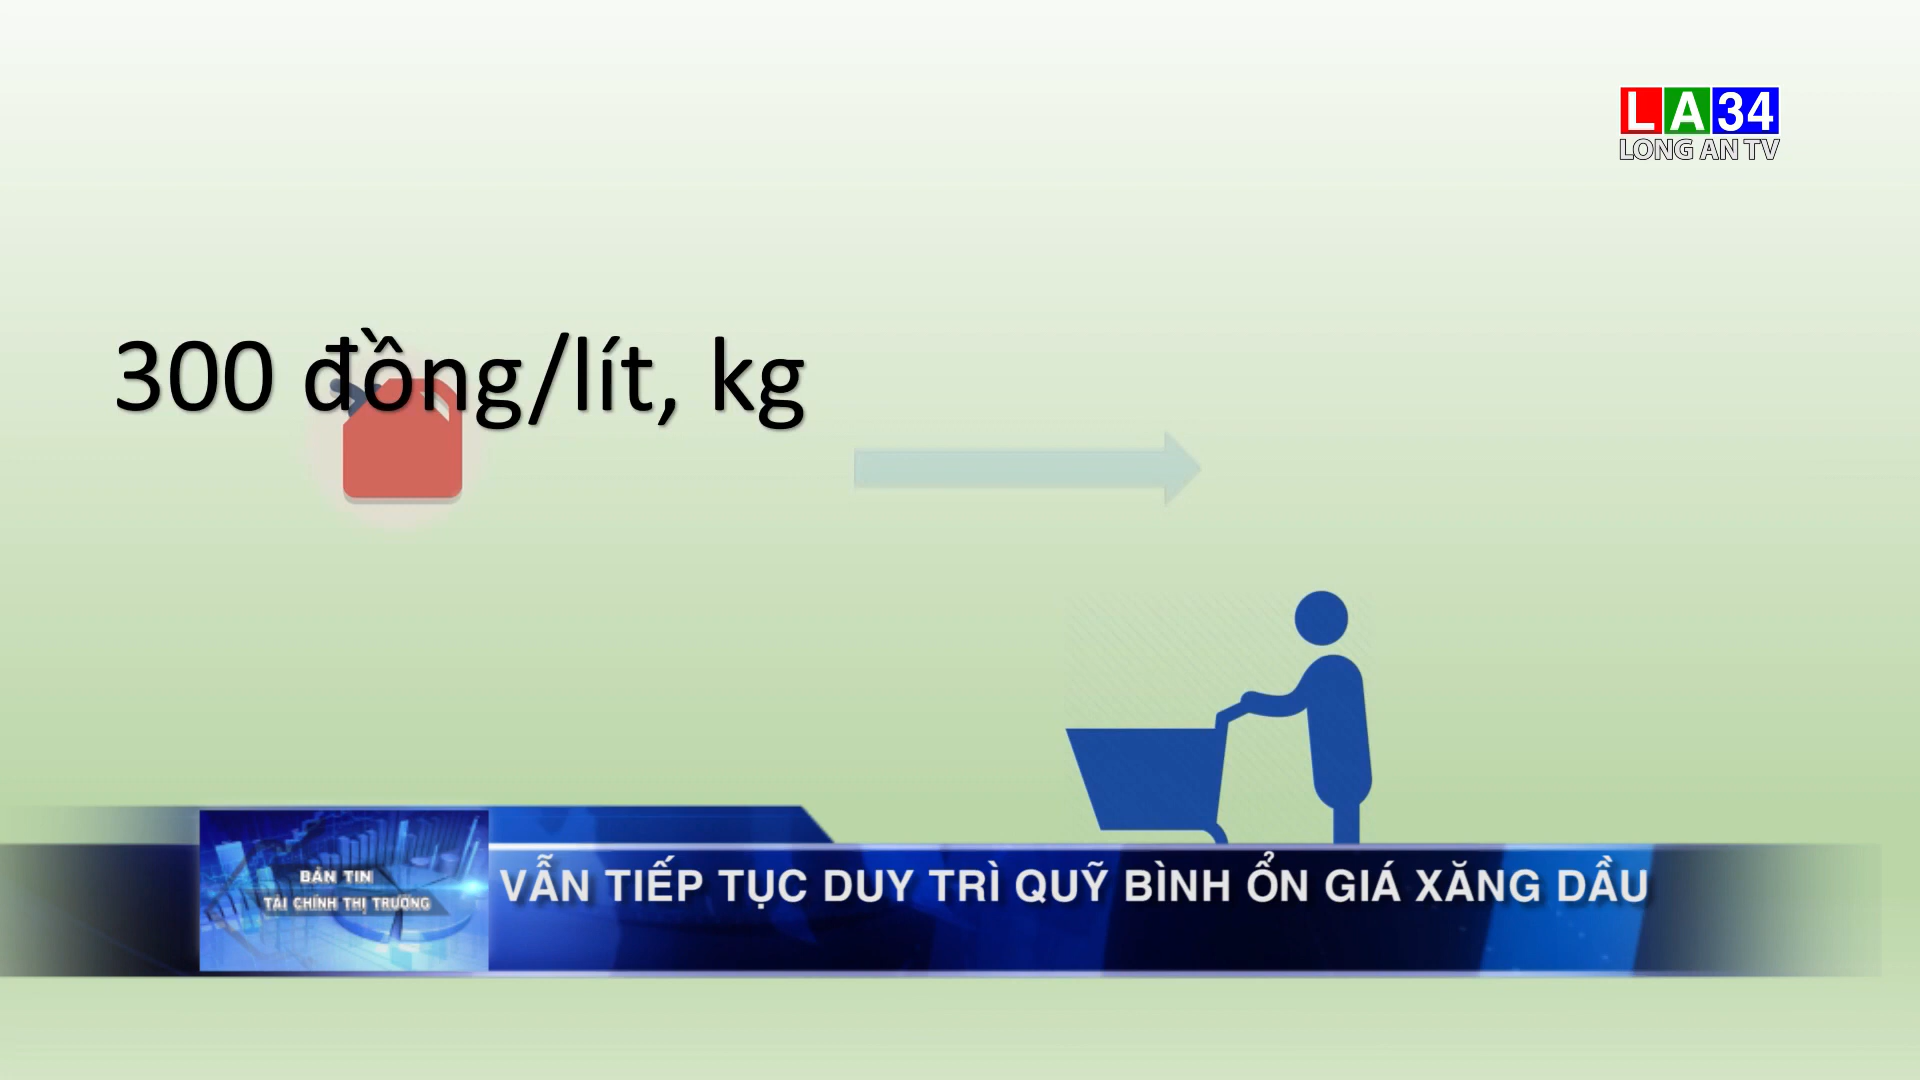 LA34
LONG AN TV
300 đồng/lít, kg
BẢN TIN
TÀI CHÍNH THỊ TRƯỜNG
VẪN TIẾP TỤC DUY TRÌ QUỸ BÌNH ỔN GIÁ XĂNG DẦU